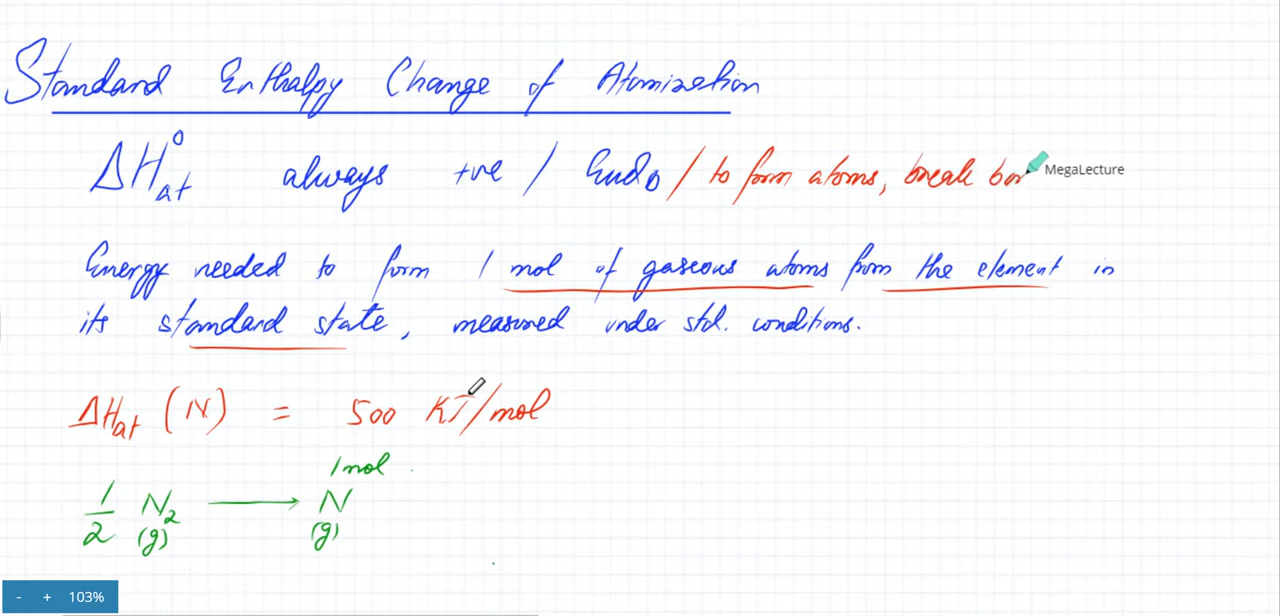 Standard Enthalpy Change of Atomization
ΔH°at always +ve / Endo / to form atoms, break
MegaLecture
Energy needed to form 1 mol of gaseous atoms from the element in
its standard state, measured under std. conditions.
ΔHat (N) = 500 KJ/mol
1mol
1/2 N2 → N
(g) (g)
- + 103%